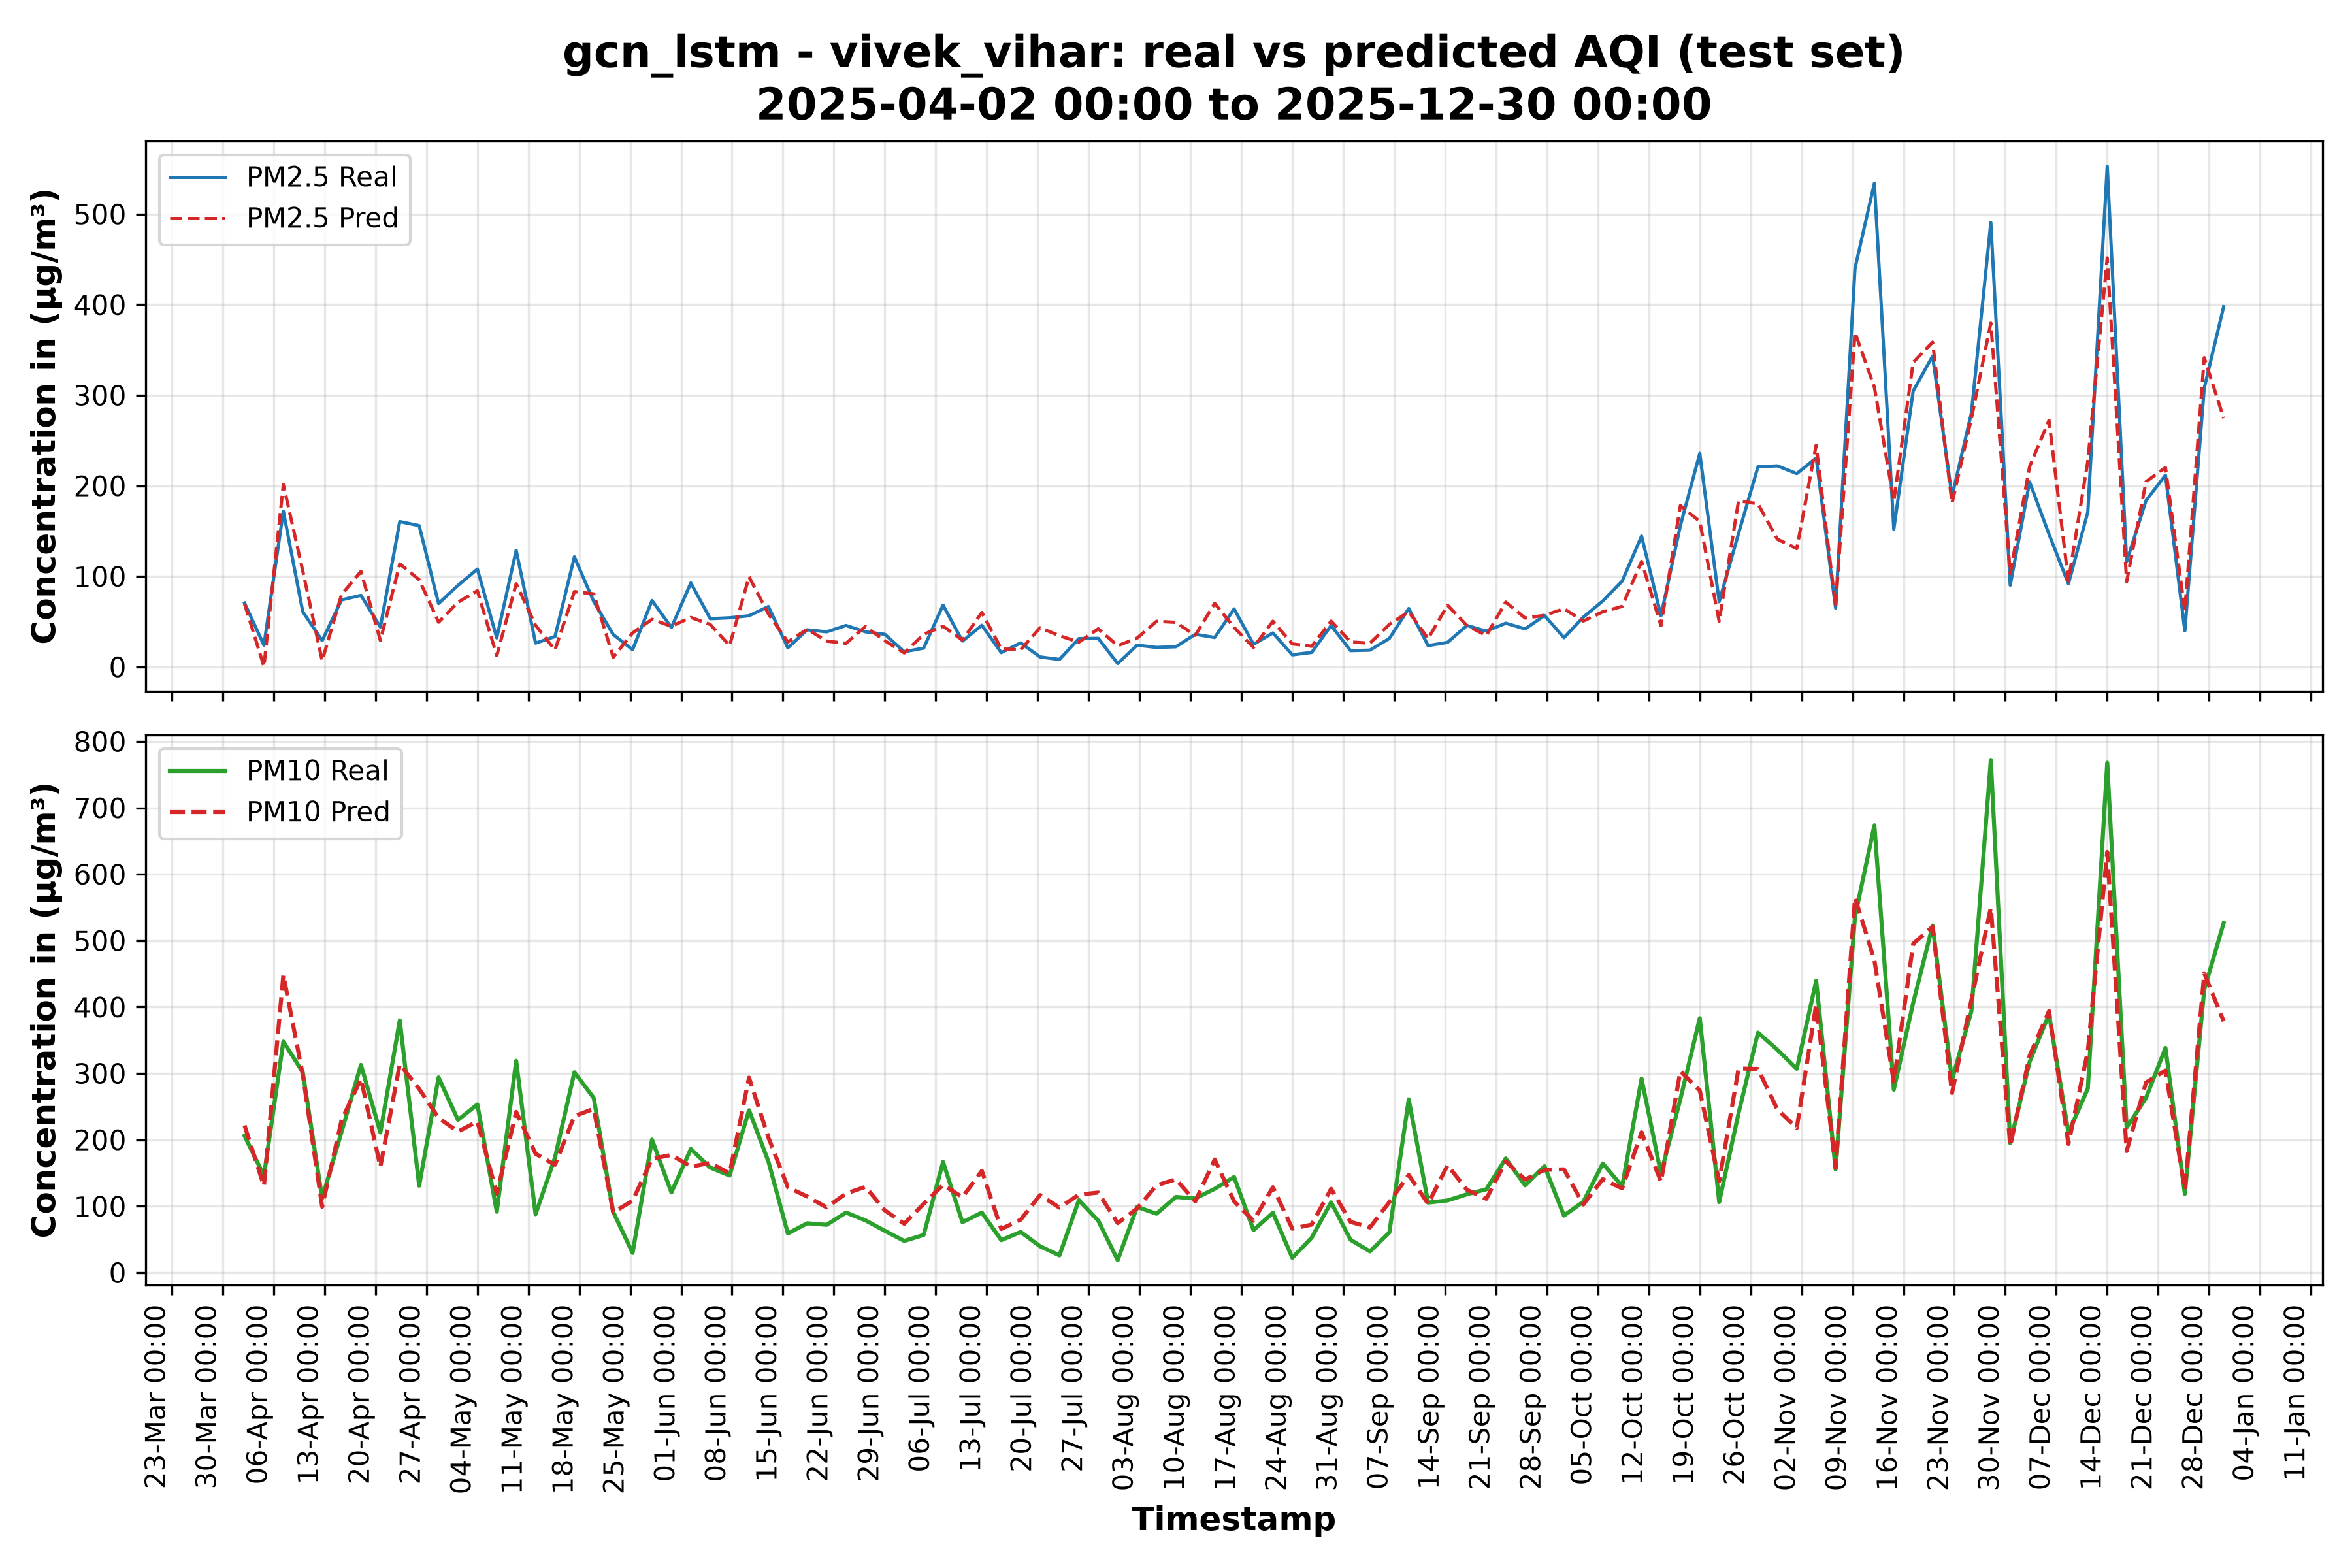 gcn_lstm - vivek_vihar: real vs predicted AQI (test set)
2025-04-02 00:00 to 2025-12-30 00:00
Concentration in (µg/m³)
500
400
300
200
100
0
PM2.5 Real
PM2.5 Pred
Concentration in (µg/m³)
800
700
600
500
400
300
200
100
0
PM10 Real
PM10 Pred
23-Mar 00:00
30-Mar 00:00
06-Apr 00:00
13-Apr 00:00
20-Apr 00:00
27-Apr 00:00
04-May 00:00
11-May 00:00
18-May 00:00
25-May 00:00
01-Jun 00:00
08-Jun 00:00
15-Jun 00:00
22-Jun 00:00
29-Jun 00:00
06-Jul 00:00
13-Jul 00:00
20-Jul 00:00
27-Jul 00:00
03-Aug 00:00
10-Aug 00:00
17-Aug 00:00
24-Aug 00:00
31-Aug 00:00
07-Sep 00:00
14-Sep 00:00
21-Sep 00:00
28-Sep 00:00
05-Oct 00:00
12-Oct 00:00
19-Oct 00:00
26-Oct 00:00
02-Nov 00:00
09-Nov 00:00
16-Nov 00:00
23-Nov 00:00
30-Nov 00:00
07-Dec 00:00
14-Dec 00:00
21-Dec 00:00
28-Dec 00:00
04-Jan 00:00
11-Jan 00:00
Timestamp